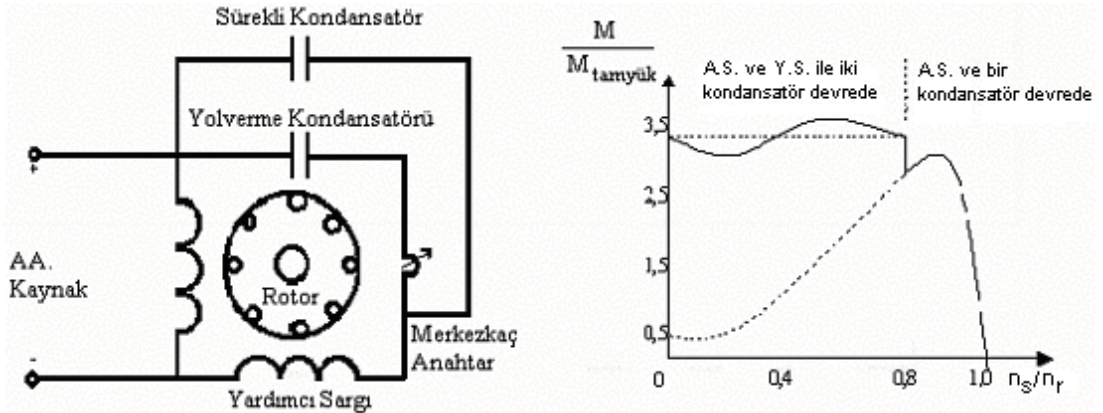 Sürekli Kondansatör
Yolverme Kondansatörü
+
AA.
Kaynak
Rotor
-
Merkezkaç
Anahtar
Yardımcı Sargı
M
M tamyük
A.S. ve Y.S. ile iki
kondansatör devrede
A.S. ve bir
kondansatör devrede
3,5
2,5
1,5
0,5
0
0,4
0,8
1,0
ns/nr